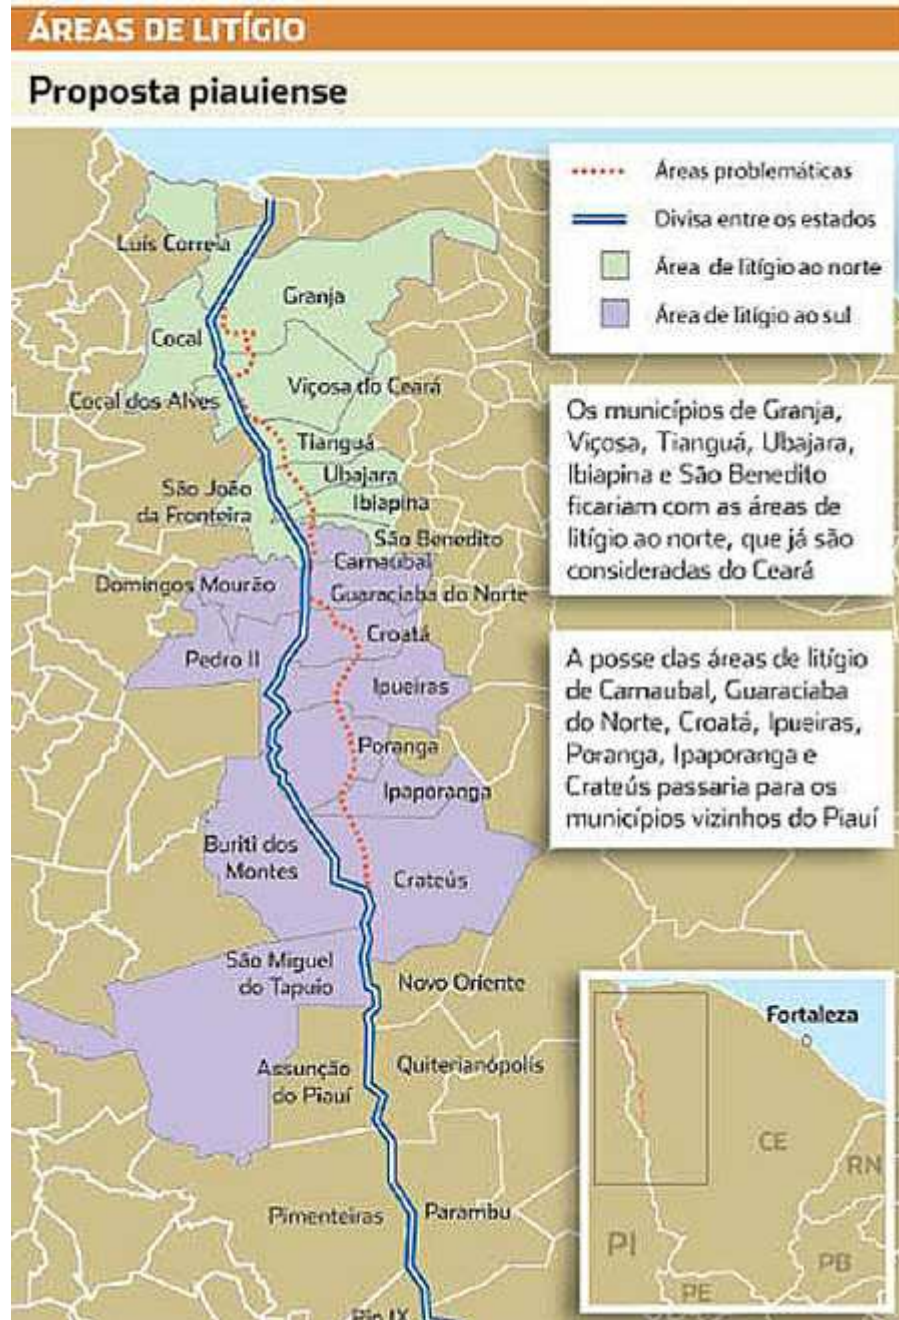 ÁREAS DE LITÍGIO
Proposta piauiense
Áreas problemáticas
Divisa entre os estados
Área de litígio ao norte
Área de litígio ao sul
Luís Correia
Granja
Cocal
Viçosa do Ceará
Cocal dos Alves
Tianguá
Ubajara
São João
da Fronteira
Ibiapina
São Benedito
Carnaubal
Domingos Mourão
Guaraciaba do Norte
Croatá
Pedro II
Ipueiras
Poranga
Ipaporanga
Buriti dos
Montes
Crateús
São Miguel
do Tapuio
Novo Oriente
Assunção
do Piauí
Quiterianópolis
Pimenteiras
Parambu
Pio IX
Os municípios de Granja,
Viçosa, Tianguá, Ubajara,
Ibiapina e São Benedito
ficariam com as áreas de
litígio ao norte, que já são
consideradas do Ceará
A posse das áreas de litígio
de Carnaubal, Guaraciaba
do Norte, Croatá, Ipueiras,
Poranga, Ipaporanga e
Crateús passaria para os
municípios vizinhos do Piauí
Fortaleza
CE
RN
PI
PB
PE